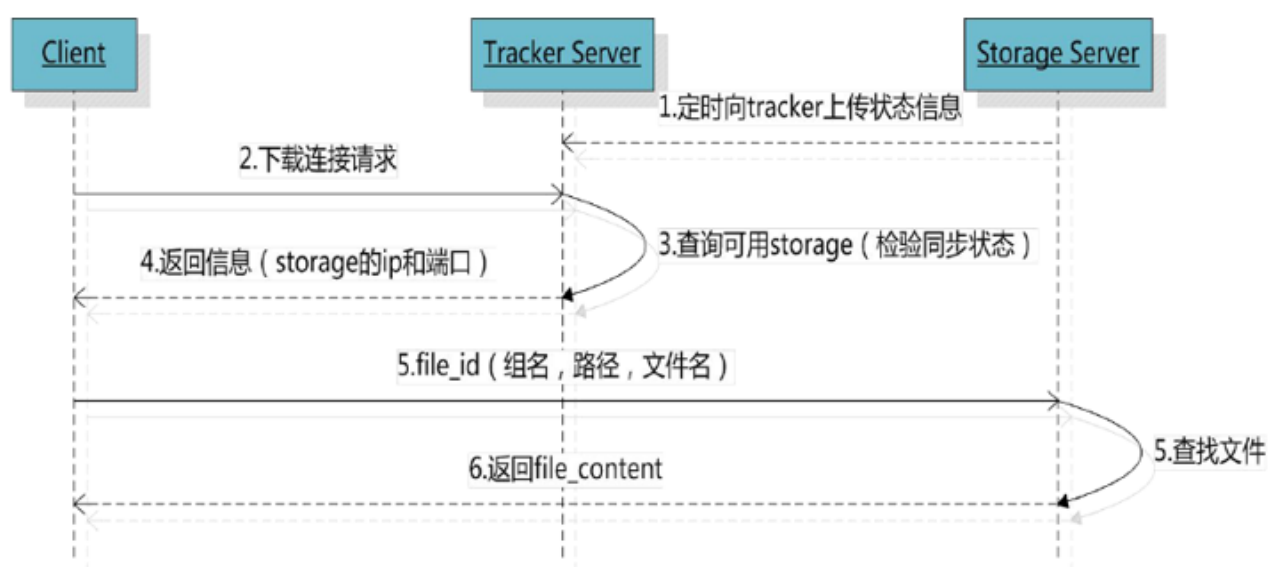 Client
Tracker Server
Storage Server
1.定时向tracker上传状态信息
2.下载连接请求
3.查询可用storage（检验同步状态）
4.返回信息（storage的ip和端口）
5.file_id（组名，路径，文件名）
5.查找文件
6.返回file_content